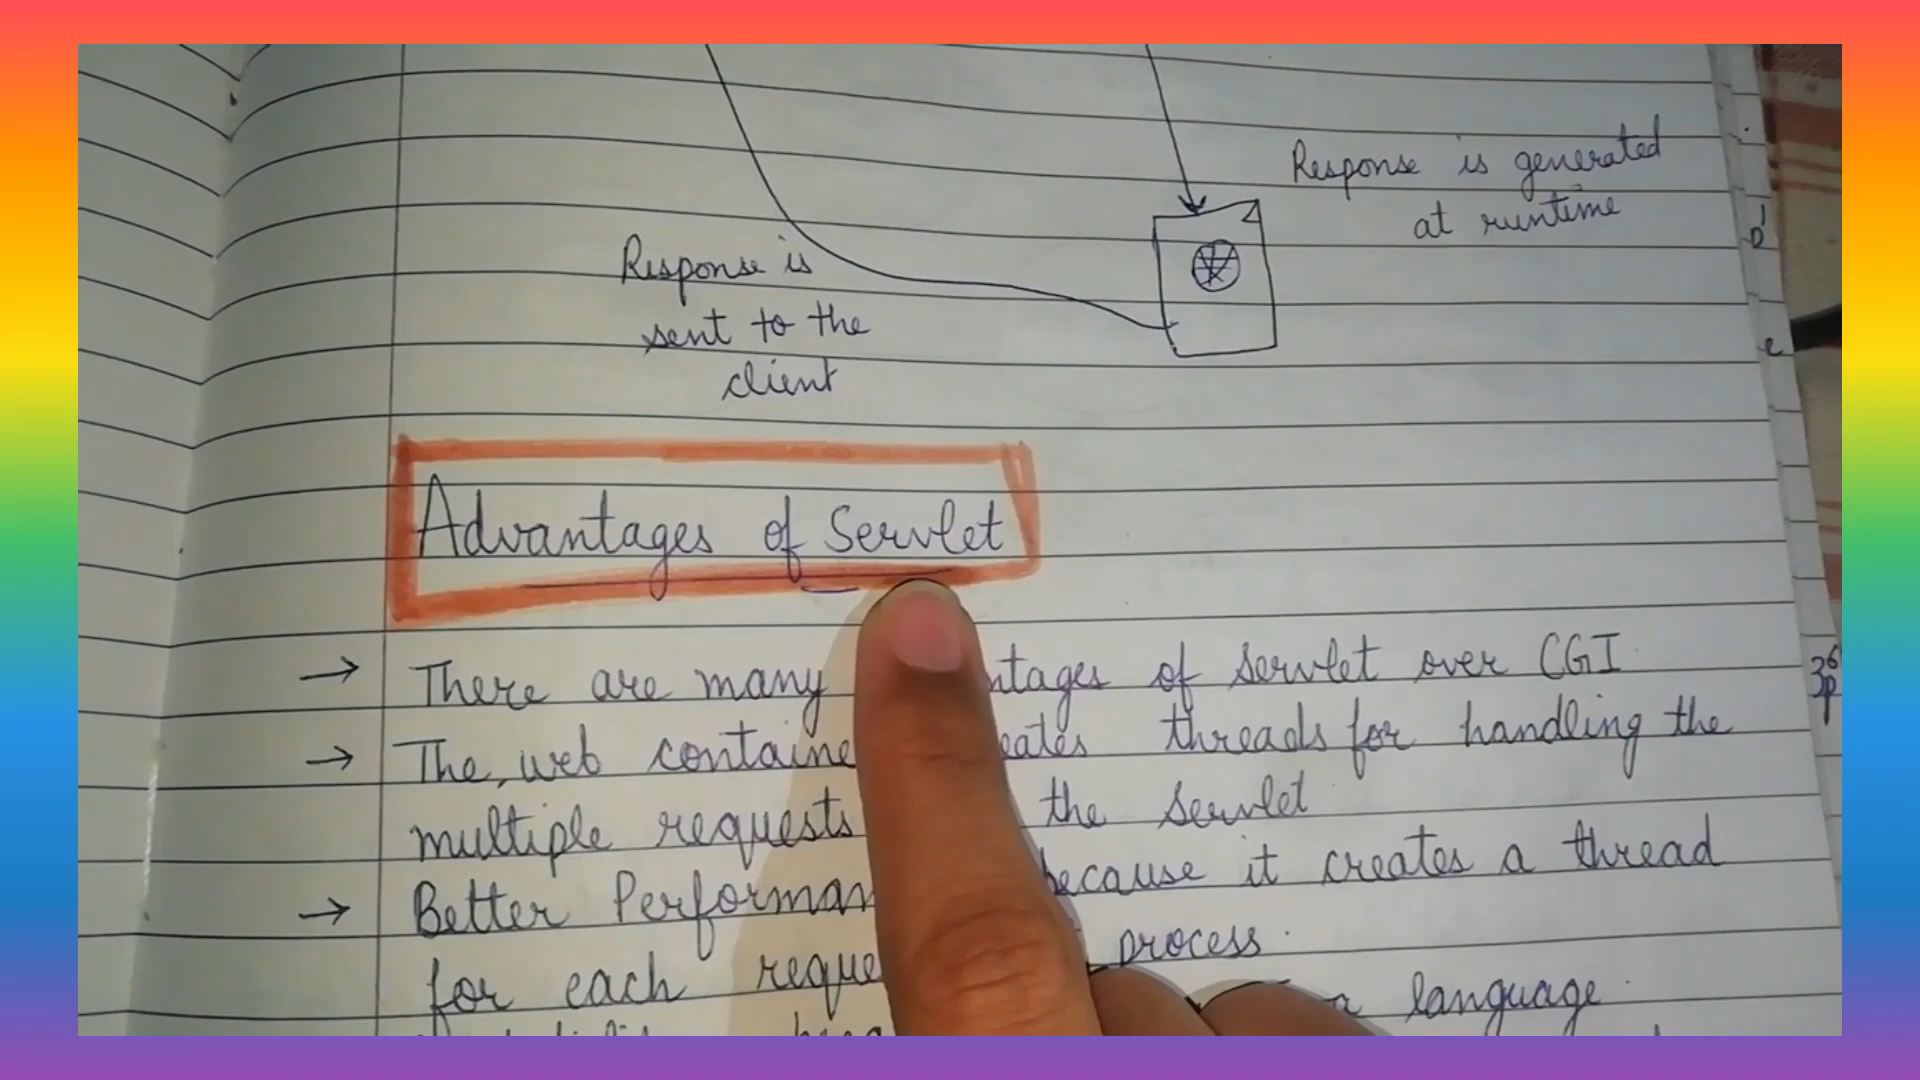 Response is generated
at runtime
Response is
sent to the
client
Advantages of Servlet
→ There are many ntages of servlet over CGI
→ The web containe eates threads for handling the
multiple requests the servlet
→ Better Performan because it creates a thread
for each reque process.
a language.